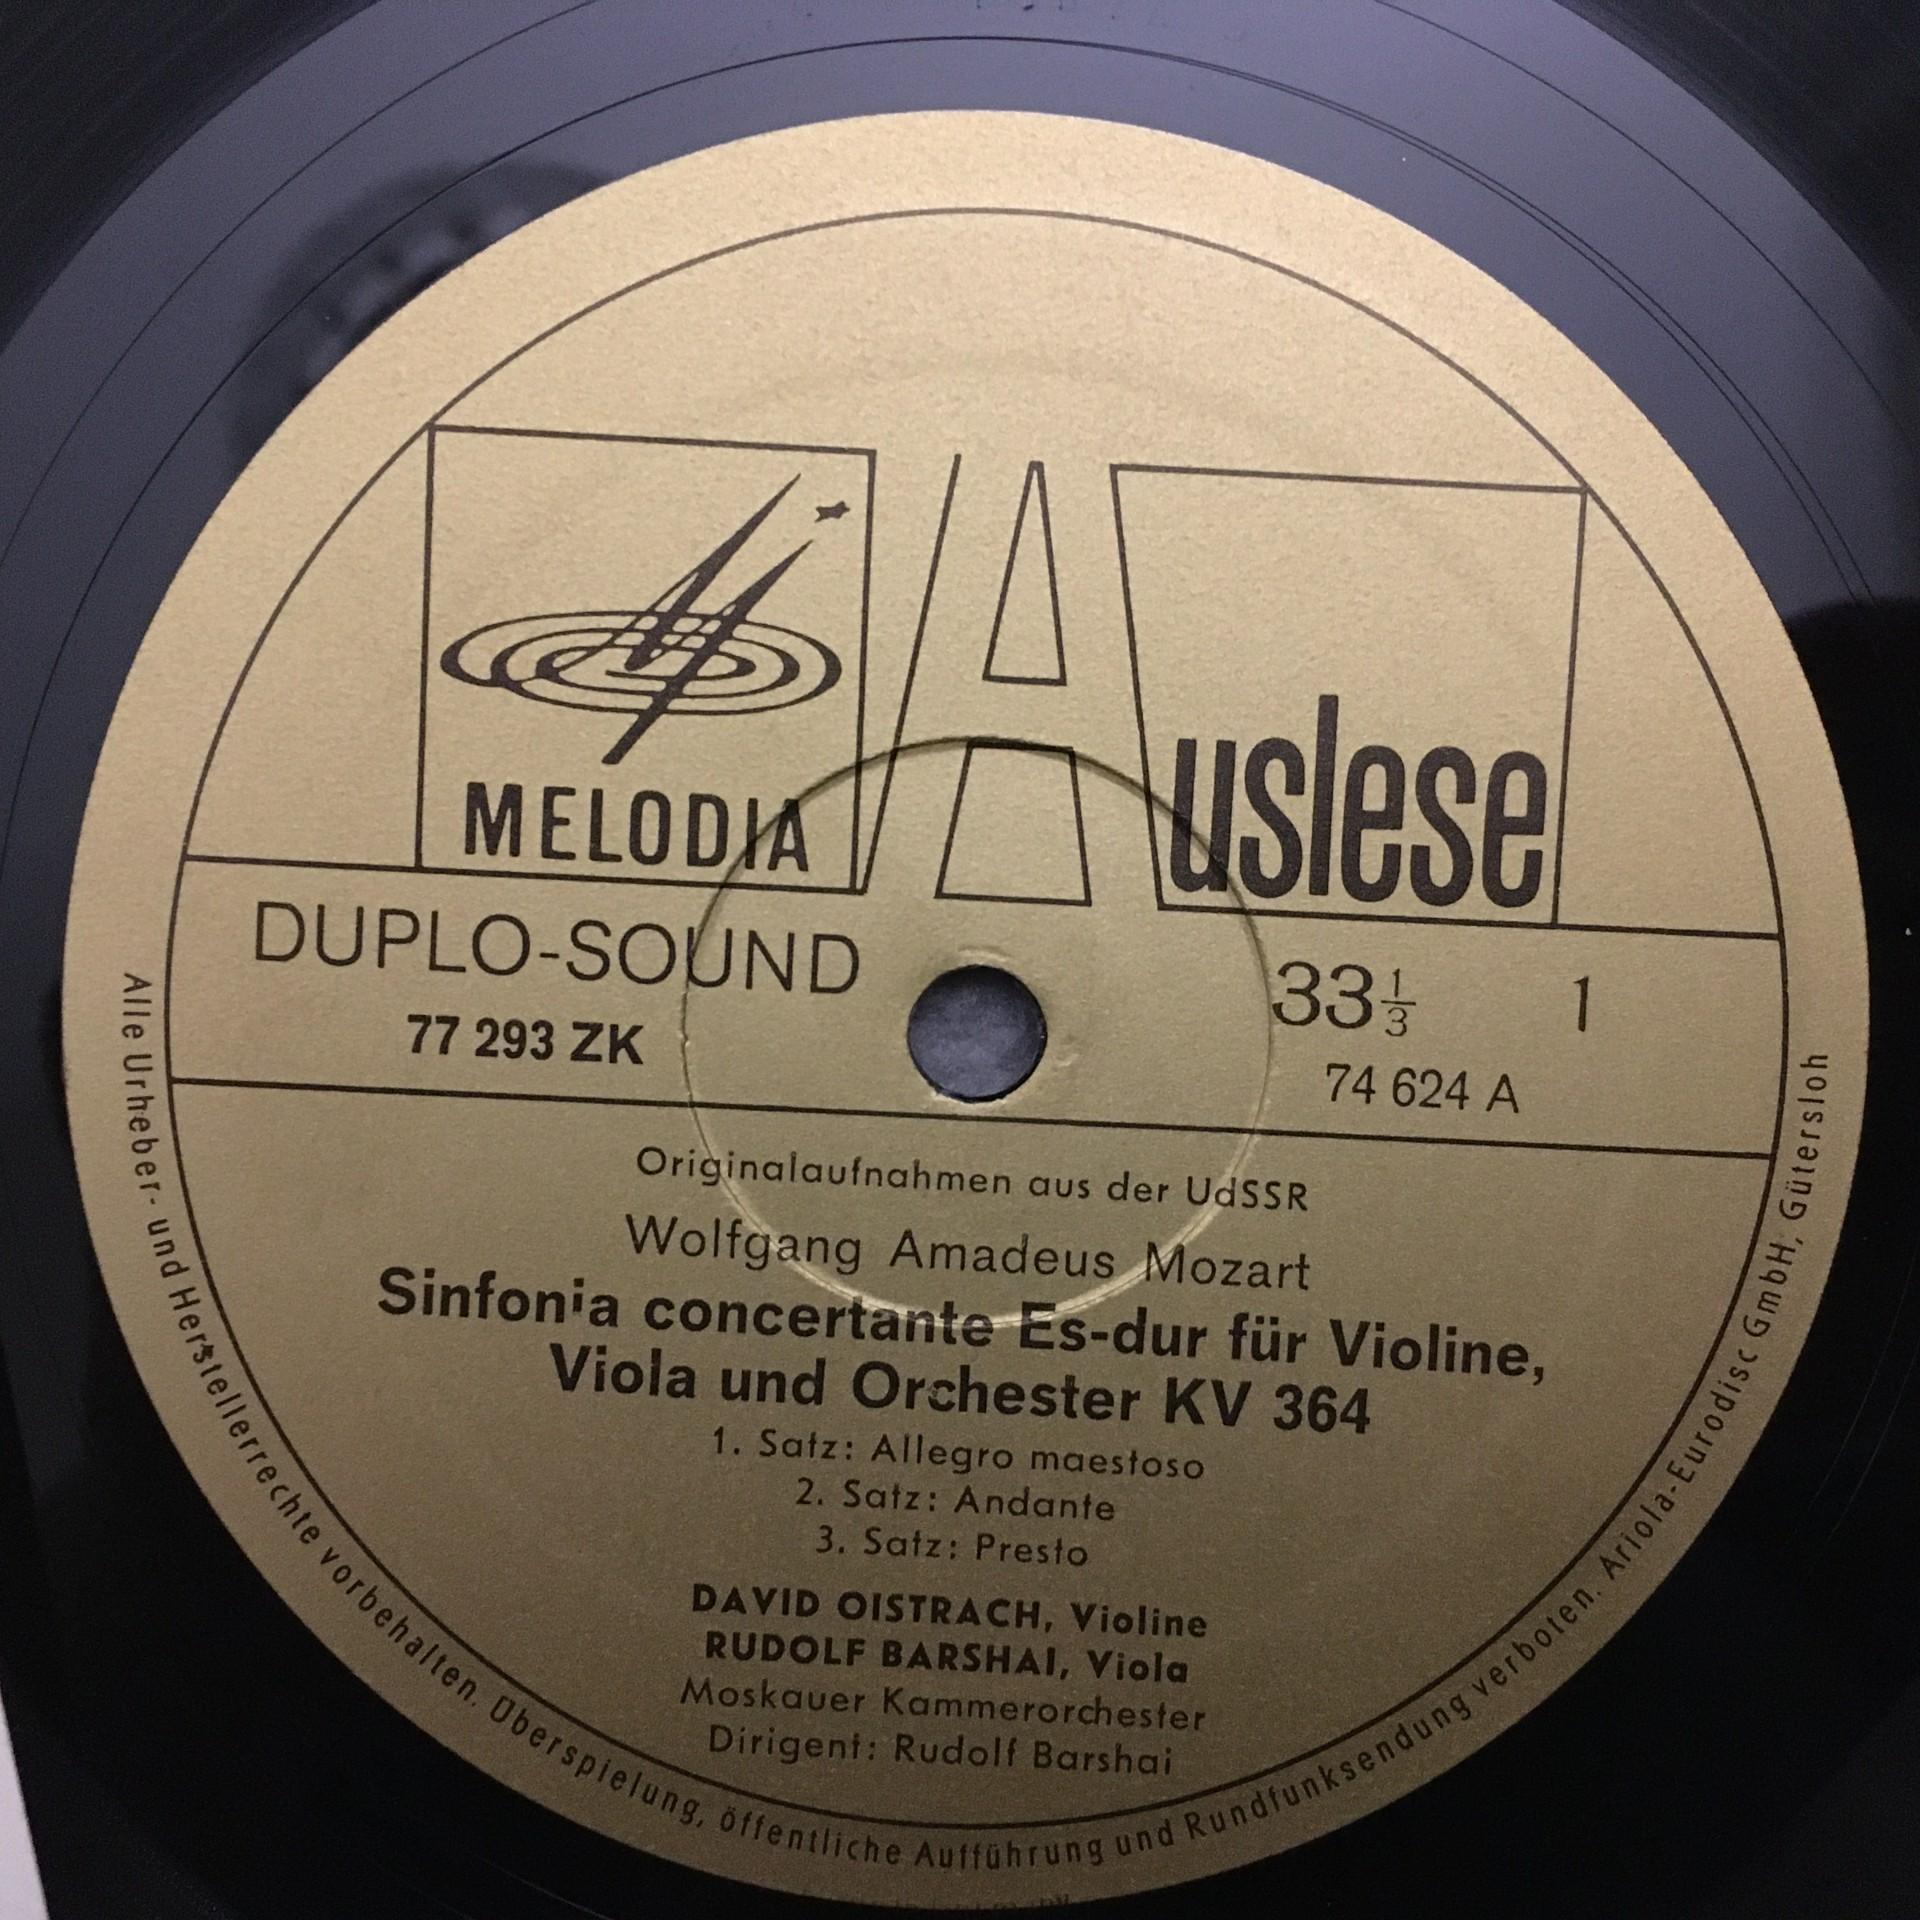 MELODIA
Auslese
DUPLO-SOUND
33 1/3 1
77 293 ZK
74 624 A
Originalaufnahmen aus der UdSSR
Wolfgang Amadeus Mozart
Sinfonia concertante Es-dur für Violine,
Viola und Orchester KV 364
1. Satz: Allegro maestoso
2. Satz: Andante
3. Satz: Presto
DAVID OISTRACH, Violine
RUDOLF BARSHAI, Viola
Moskauer Kammerorchester
Dirigent: Rudolf Barshai
Alle Urheber- und Herstellerrechte vorbehalten. Überspielung, öffentliche Aufführung und Rundfunksendung verboten. Ariola-Eurodisc GmbH, Gütersloh